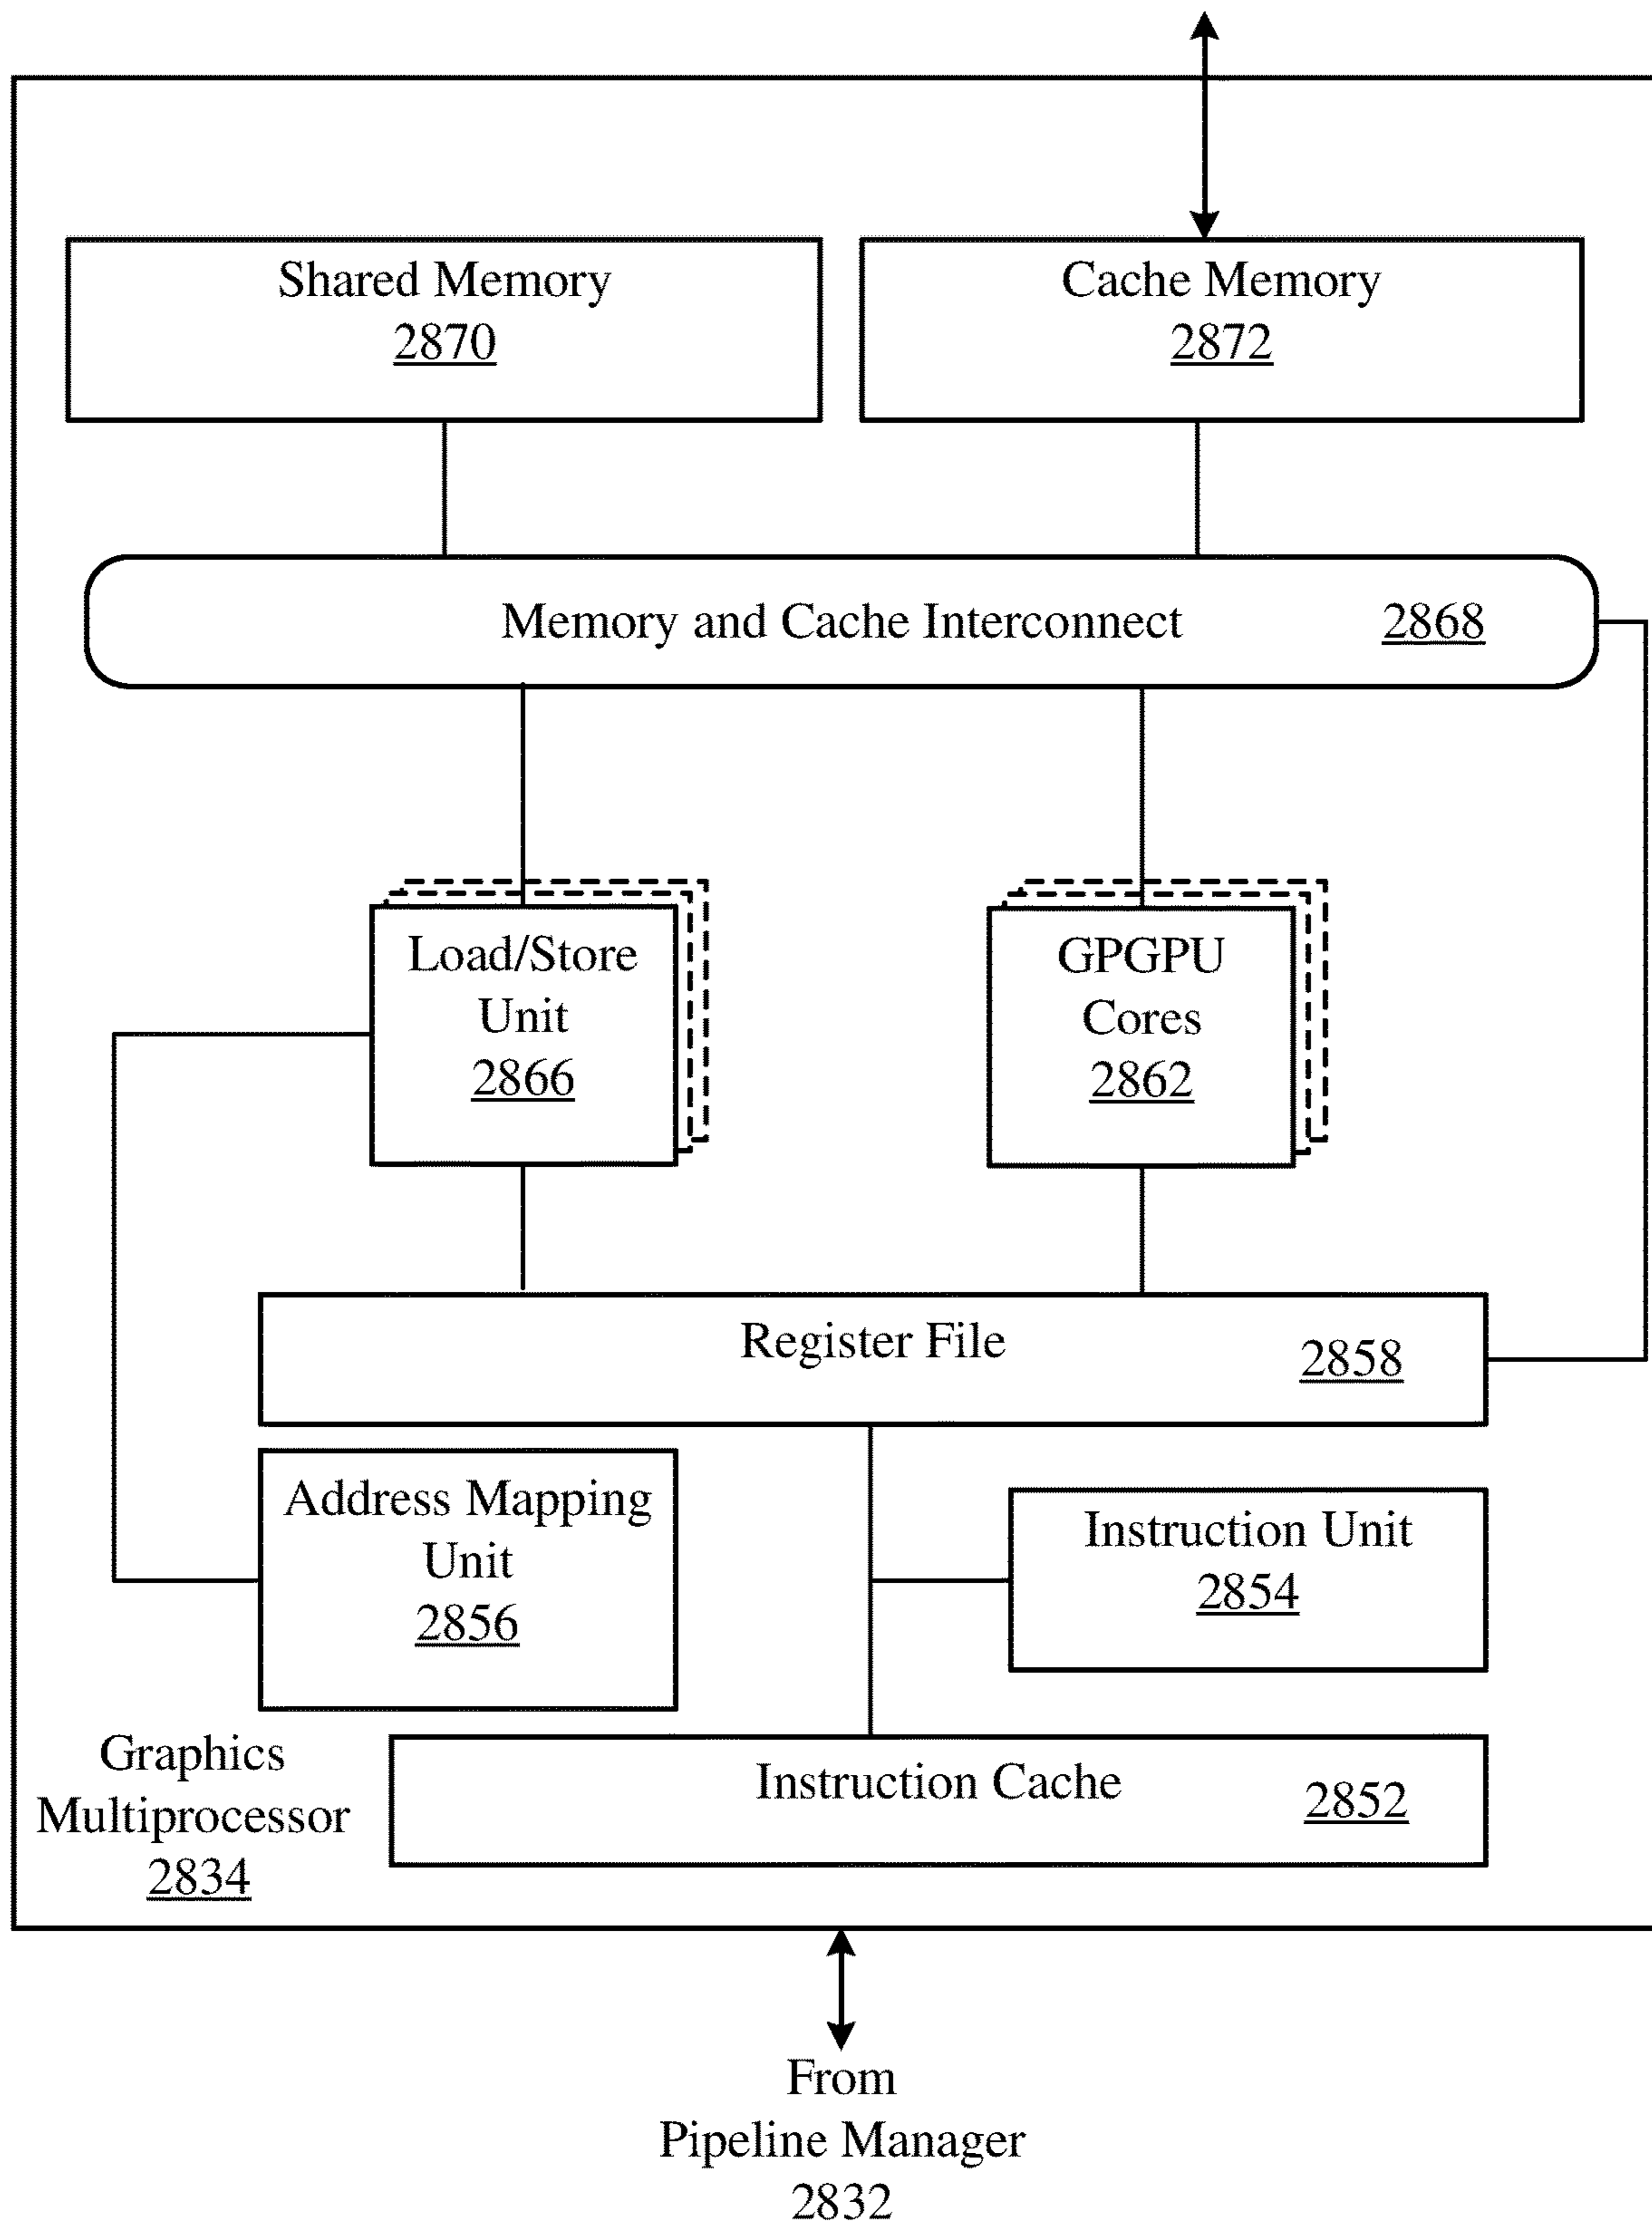 Shared Memory
2870
Cache Memory
2872
Memory and Cache Interconnect 2868
Load/Store
Unit
2866
GPGPU
Cores
2862
Register File 2858
Address Mapping
Unit
2856
Instruction Unit
2854
Graphics
Multiprocessor
2834
Instruction Cache 2852
From
Pipeline Manager
2832